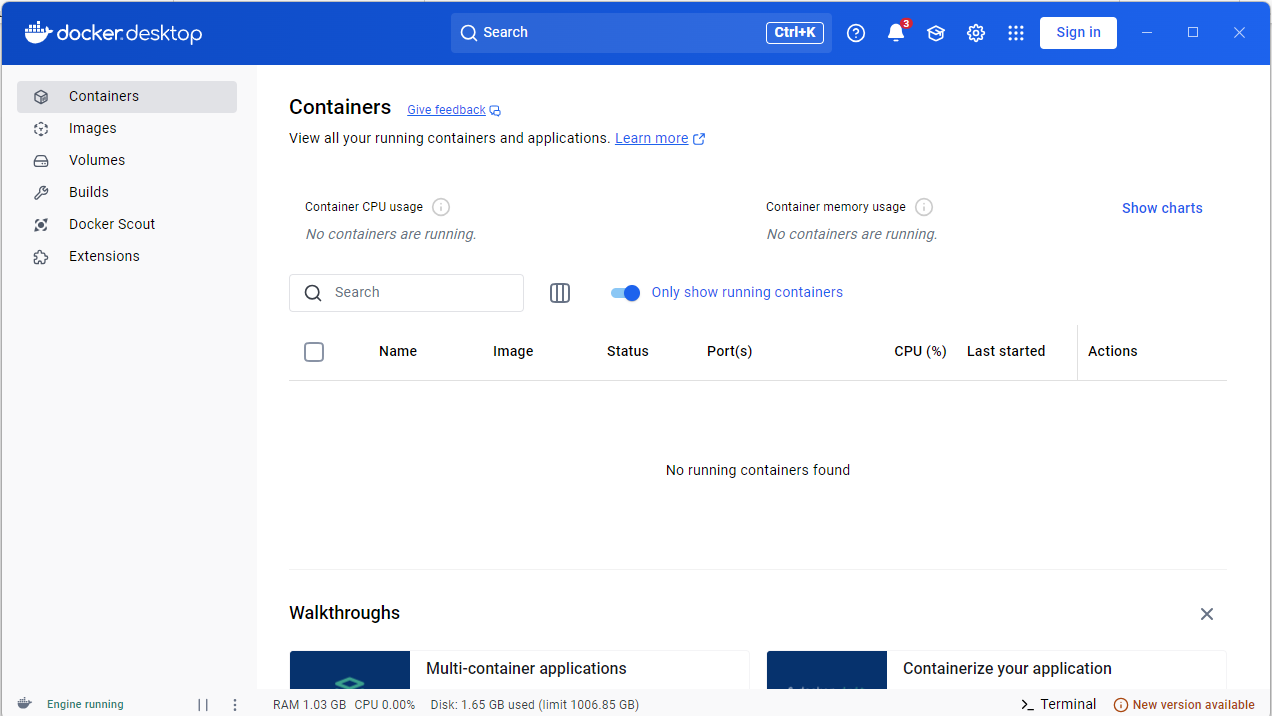 docker.desktop
Search
Ctrl+K
3
Sign in
Containers
Images
Volumes
Builds
Docker Scout
Extensions
Containers Give feedback
View all your running containers and applications. Learn more
Container CPU usage
No containers are running.
Container memory usage
No containers are running.
Show charts
Search
Only show running containers
Name Image Status Port(s) CPU (%) Last started Actions
No running containers found
Walkthroughs
Multi-container applications
Containerize your application
Engine running
RAM 1.03 GB CPU 0.00% Disk: 1.65 GB used (limit 1006.85 GB)
Terminal
New version available